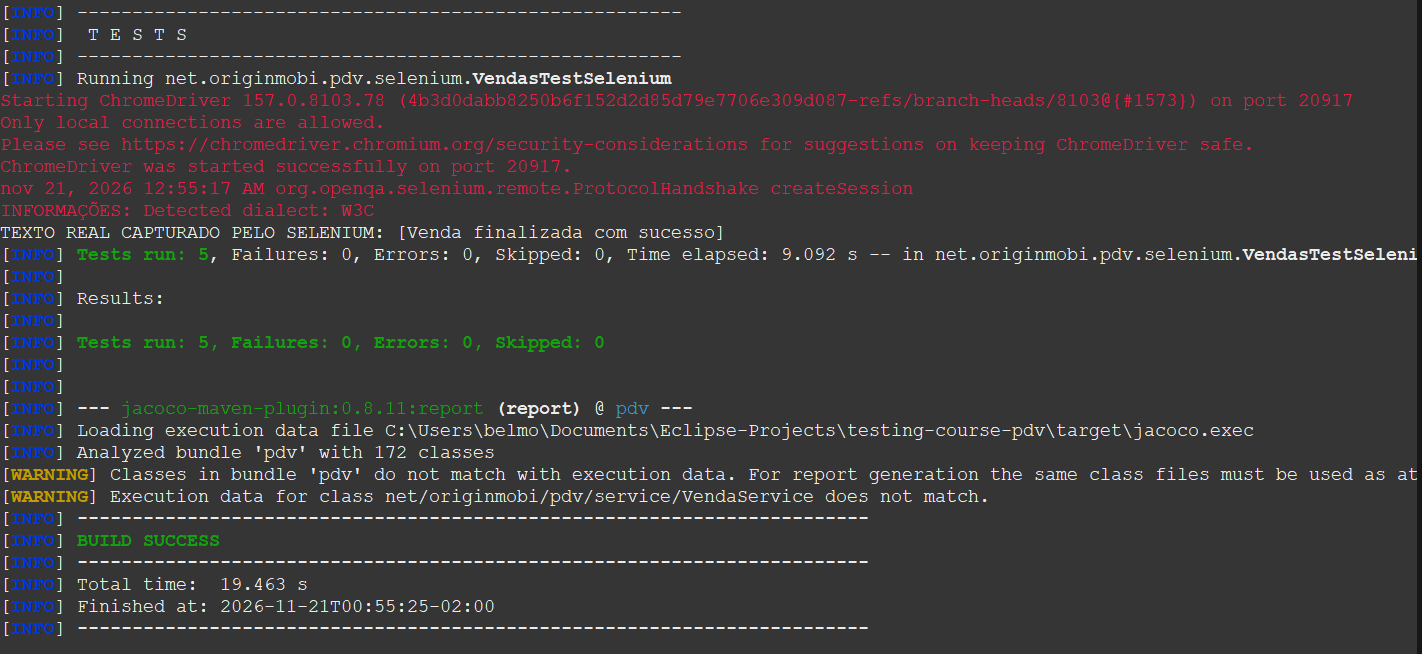 [INFO] -------------------------------------------------------
[INFO]  T E S T S
[INFO] -------------------------------------------------------
[INFO] Running net.originmobi.pdv.selenium.VendasTestSelenium
Starting ChromeDriver 157.0.8103.78 (4b3d0dabb8250b6f152d2d85d79e7706e309d087-refs/branch-heads/8103@{#1573}) on port 20917
Only local connections are allowed.
Please see https://chromedriver.chromium.org/security-considerations for suggestions on keeping ChromeDriver safe.
ChromeDriver was started successfully on port 20917.
nov 21, 2026 12:55:17 AM org.openqa.selenium.remote.ProtocolHandshake createSession
INFORMAÇÕES: Detected dialect: W3C
TEXTO REAL CAPTURADO PELO SELENIUM: [Venda finalizada com sucesso]
[INFO] Tests run: 5, Failures: 0, Errors: 0, Skipped: 0, Time elapsed: 9.092 s -- in net.originmobi.pdv.selenium.VendasTestSeleni
[INFO]
[INFO] Results:
[INFO]
[INFO] Tests run: 5, Failures: 0, Errors: 0, Skipped: 0
[INFO]
[INFO]
[INFO] --- jacoco-maven-plugin:0.8.11:report (report) @ pdv ---
[INFO] Loading execution data file C:\Users\belmo\Documents\Eclipse-Projects\testing-course-pdv\target\jacoco.exec
[INFO] Analyzed bundle 'pdv' with 172 classes
[WARNING] Classes in bundle 'pdv' do not match with execution data. For report generation the same class files must be used as at
[WARNING] Execution data for class net/originmobi/pdv/service/VendaService does not match.
[INFO] ------------------------------------------------------------------------
[INFO] BUILD SUCCESS
[INFO] ------------------------------------------------------------------------
[INFO] Total time:  19.463 s
[INFO] Finished at: 2026-11-21T00:55:25-02:00
[INFO] ------------------------------------------------------------------------